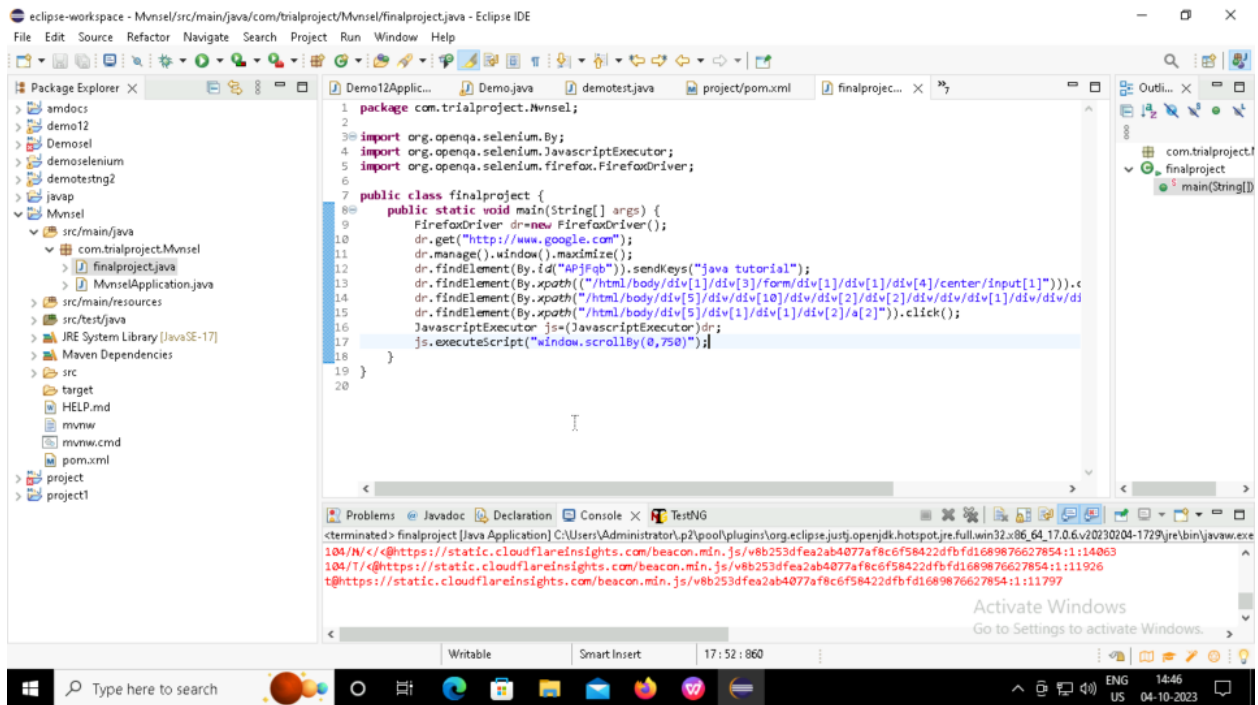 eclipse-workspace - Mvnsel/src/main/java/com/trialproject/Mvnsel/finalproject.java - Eclipse IDE
File Edit Source Refactor Navigate Search Project Run Window Help
Package Explorer
amdocs
demo12
Demosel
demoselenium
demotestng2
javap
Mvnsel
src/main/java
com.trialproject.Mvnsel
finalproject.java
MvnselApplication.java
src/main/resources
src/test/java
JRE System Library [JavaSE-17]
Maven Dependencies
src
target
HELP.md
mvnw
mvnw.cmd
pom.xml
project
project1
Demo12Applic... Demo.java demotest.java project/pom.xml finalprojec... »7
1 package com.trialproject.Mvnsel;
2
3 import org.openqa.selenium.By;
4 import org.openqa.selenium.JavascriptExecutor;
5 import org.openqa.selenium.firefox.FirefoxDriver;
6
7 public class finalproject {
8 public static void main(String[] args) {
9 FirefoxDriver dr=new FirefoxDriver();
10 dr.get("http://www.google.com");
11 dr.manage().window().maximize();
12 dr.findElement(By.id("APjFqb")).sendKeys("java tutorial");
13 dr.findElement(By.xpath(("/html/body/div[1]/div[3]/form/div[1]/div[1]/div[4]/center/input[1]"))).c
14 dr.findElement(By.xpath("/html/body/div[5]/div/div[10]/div/div[2]/div[2]/div/div/div[1]/div/div/di
15 dr.findElement(By.xpath("/html/body/div[5]/div[1]/div[1]/div[2]/a[2]")).click();
16 JavascriptExecutor js=(JavascriptExecutor)dr;
17 js.executeScript("window.scrollBy(0,750)");
18 }
19 }
20
Outli...
com.trialproject.M
finalproject
main(String[])
Problems Javadoc Declaration Console TestNG
<terminated> finalproject [Java Application] C:\Users\Administrator\.p2\pool\plugins\org.eclipse.justj.openjdk.hotspot.jre.full.win32.x86_64_17.0.6.v20230204-1729\jre\bin\javaw.exe
104/N/</<@https://static.cloudflareinsights.com/beacon.min.js/v8b253dfea2ab4077af8c6f58422dfbfd1689876627854:1:14063
104/T/<@https://static.cloudflareinsights.com/beacon.min.js/v8b253dfea2ab4077af8c6f58422dfbfd1689876627854:1:11926
t@https://static.cloudflareinsights.com/beacon.min.js/v8b253dfea2ab4077af8c6f58422dfbfd1689876627854:1:11797
Activate Windows
Go to Settings to activate Windows.
Writable Smart Insert 17 : 52 : 860
Type here to search
ENG
US
14:46
04-10-2023